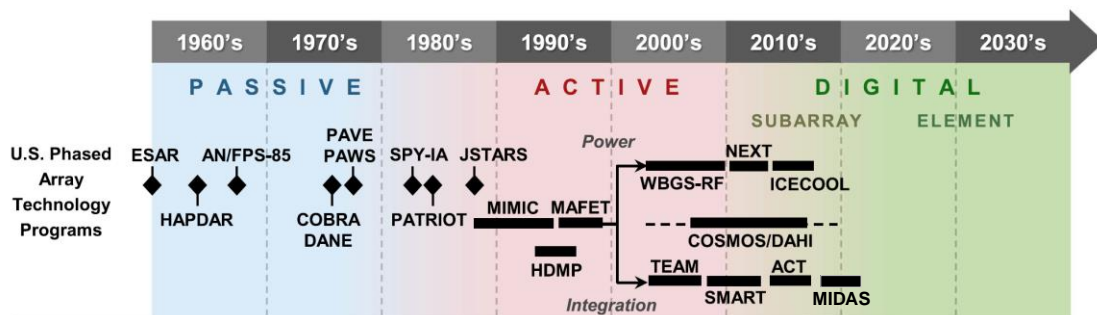 1960's 1970's 1980's 1990's 2000's 2010's 2020's 2030's
PASSIVE ACTIVE DIGITAL
SUBARRAY ELEMENT
U.S. Phased
Array
Technology
Programs
ESAR
HAPDAR
AN/FPS-85
PAVE
PAWS
COBRA
DANE
SPY-IA
PATRIOT
JSTARS
MIMIC
MAFET
HDMP
Power
WBGS-RF
NEXT
ICECOOL
COSMOS/DAHI
TEAM
SMART
ACT
MIDAS
Integration